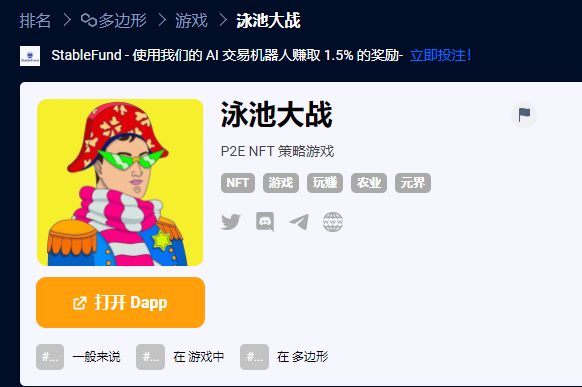 排名 > 多边形 > 游戏 > 泳池大战
StableFund - 使用我们的 AI 交易机器人赚取 1.5% 的奖励- 立即投注！
泳池大战
P2E NFT 策略游戏
NFT 游戏 玩赚 农业 元界
打开 Dapp
#... 一般来说 #... 在 游戏中 #... 在 多边形